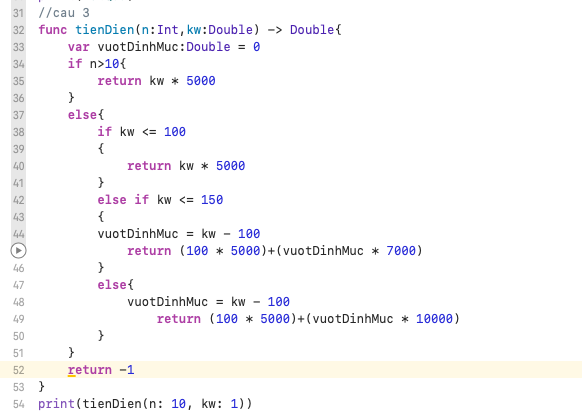 31 //cau 3
32 func tienDien(n:Int,kw:Double) -> Double{
33     var vuotDinhMuc:Double = 0
34     if n>10{
35         return kw * 5000
36     }
37     else{
38         if kw <= 100
39         {
40             return kw * 5000
41         }
42         else if kw <= 150
43         {
44         vuotDinhMuc = kw - 100
            return (100 * 5000)+(vuotDinhMuc * 7000)
46         }
47         else{
48             vuotDinhMuc = kw - 100
49                 return (100 * 5000)+(vuotDinhMuc * 10000)
50         }
51     }
52     return -1
53 }
54 print(tienDien(n: 10, kw: 1))